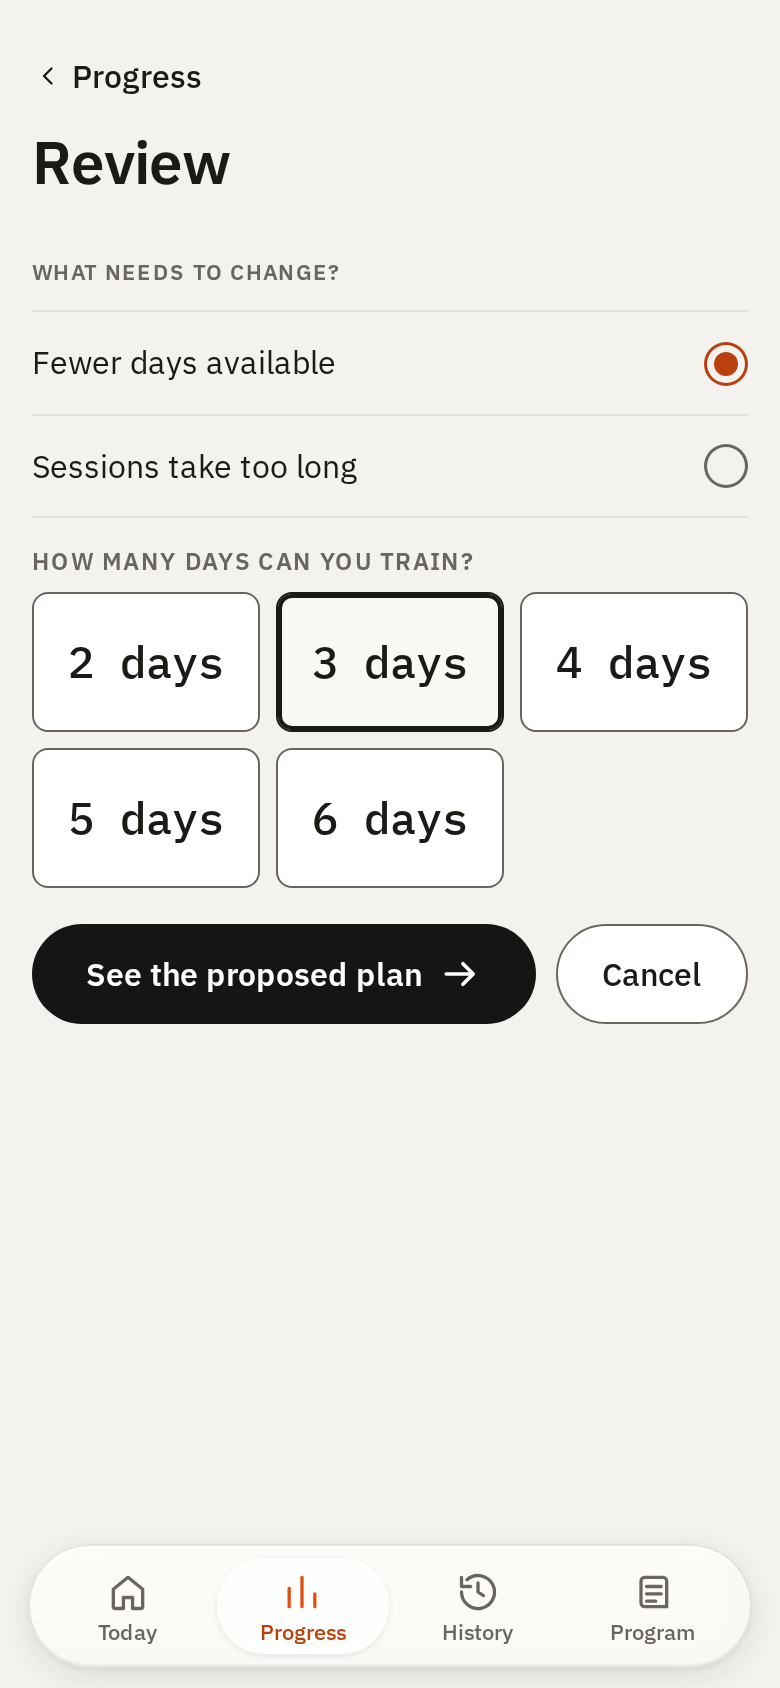 Progress
Review
WHAT NEEDS TO CHANGE?
Fewer days available
Sessions take too long
HOW MANY DAYS CAN YOU TRAIN?
2 days 3 days 4 days
5 days 6 days
See the proposed plan Cancel
Today Progress History Program